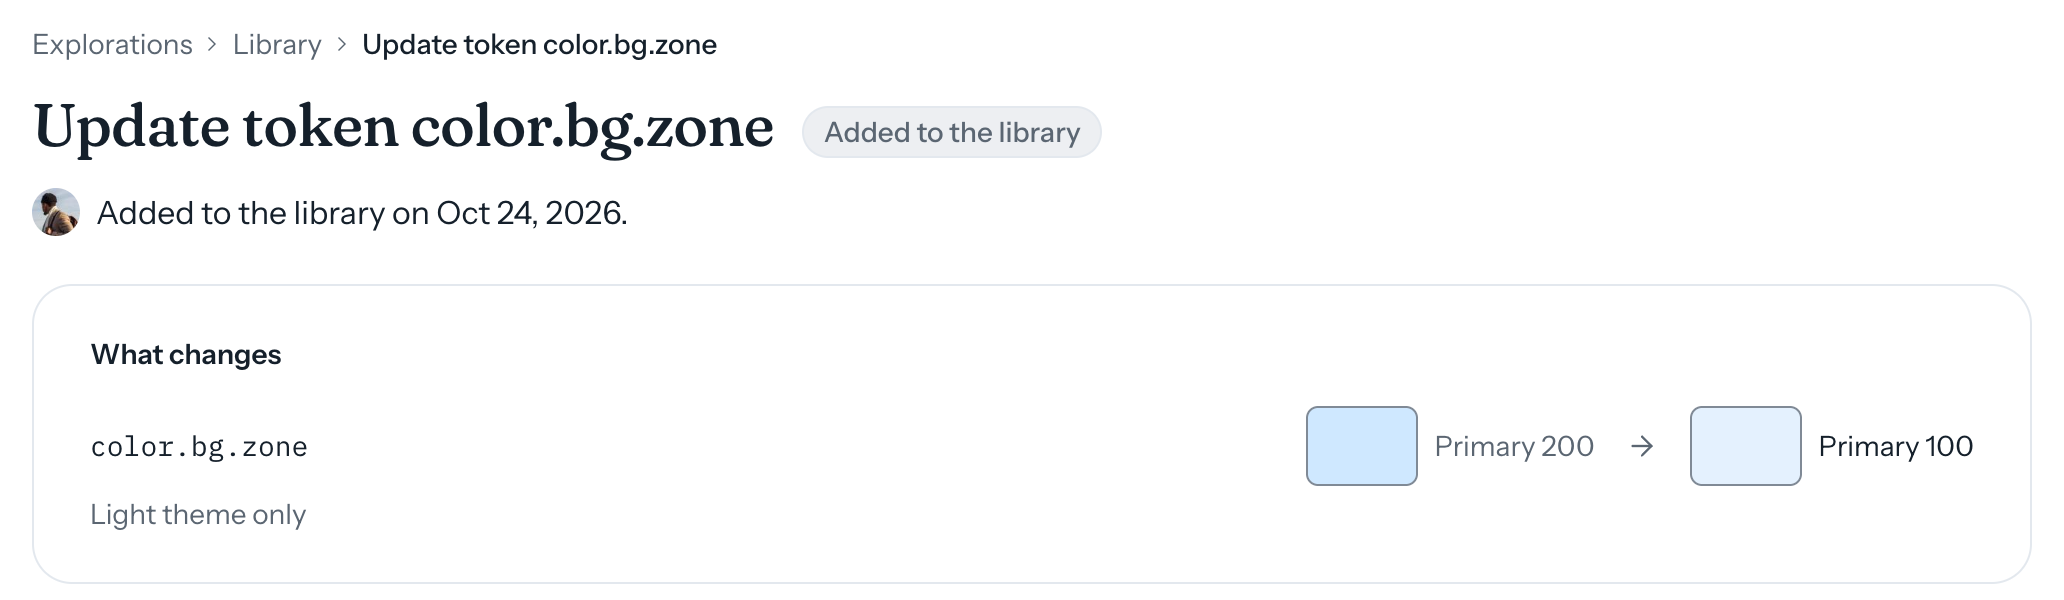 Explorations > Library > Update token color.bg.zone
Update token color.bg.zone Added to the library
Added to the library on Oct 24, 2026.
What changes
color.bg.zone Primary 200 → Primary 100
Light theme only